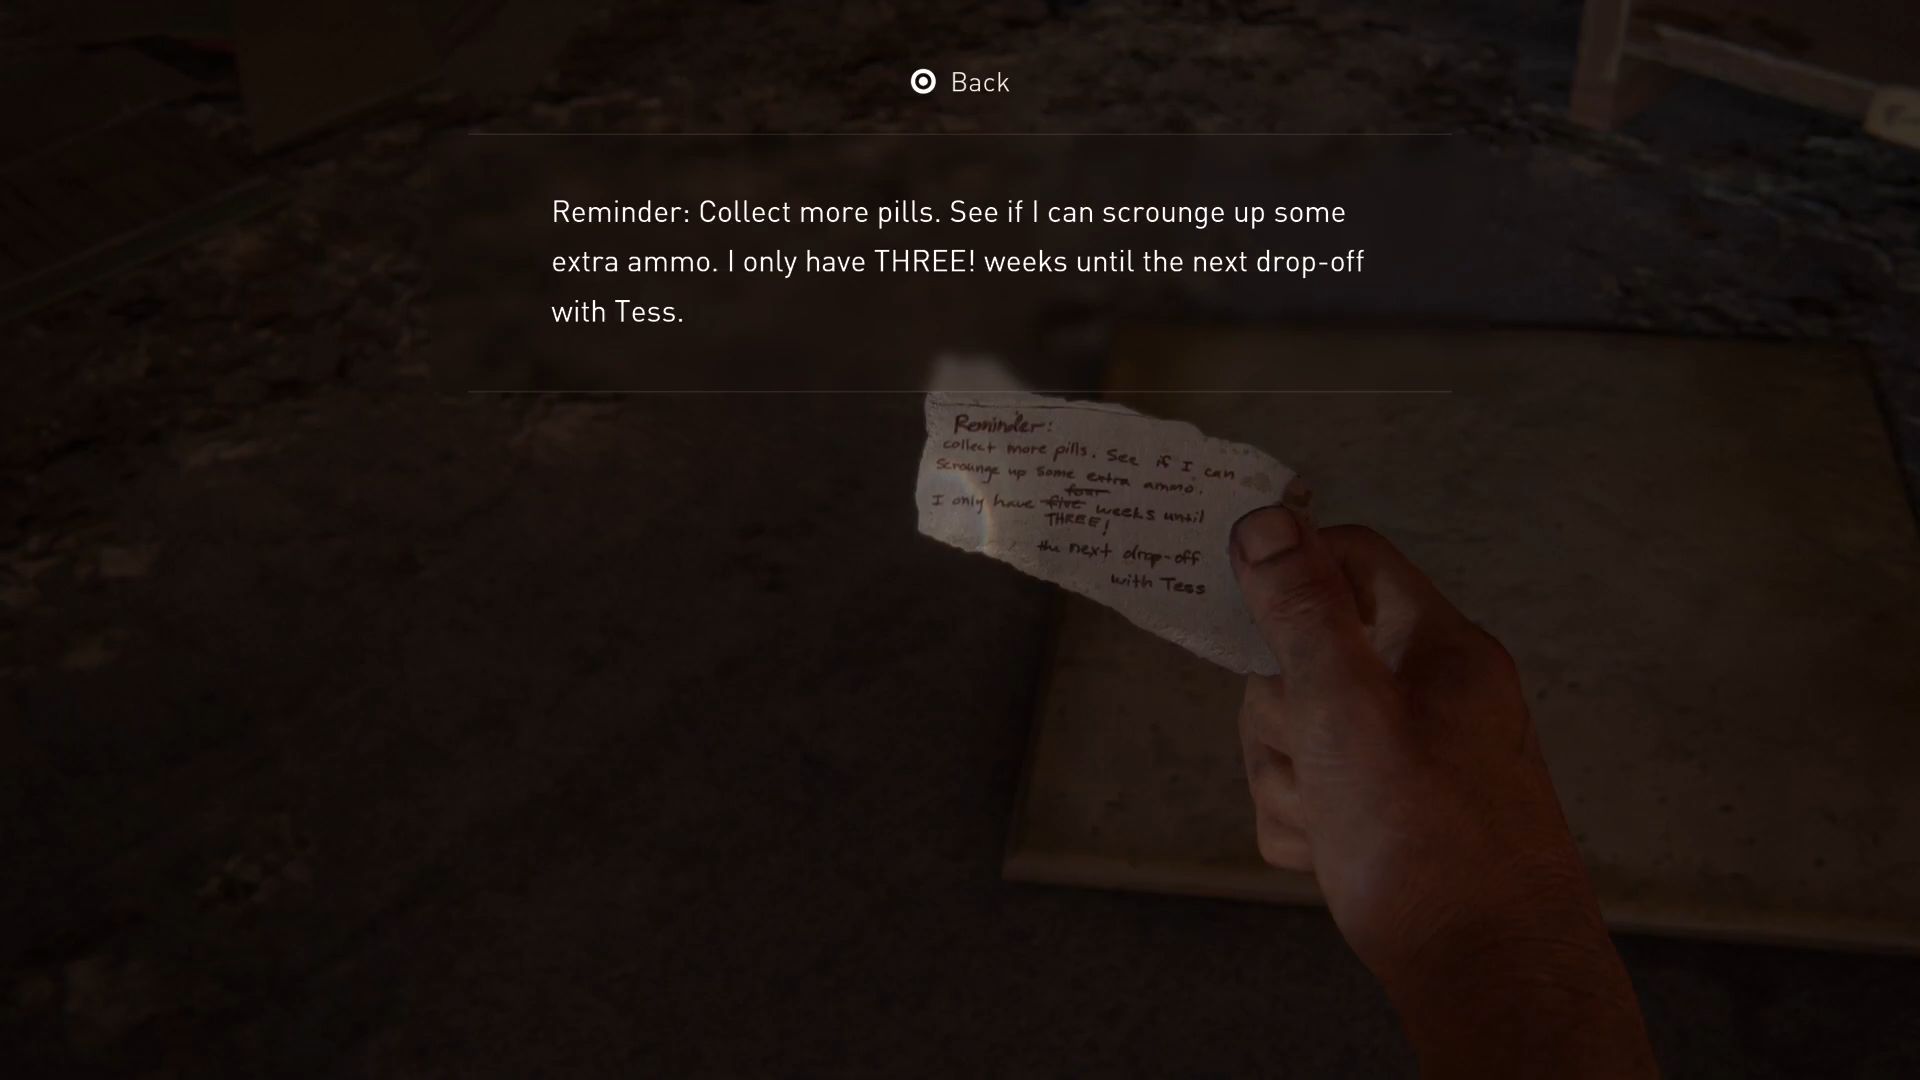 Back
Reminder: Collect more pills. See if I can scrounge up some
extra ammo. I only have THREE! weeks until the next drop-off
with Tess.
Reminder:
collect more pills. See if I can
scrounge up some extra ammo.
four
I only have five weeks until
THREE!
the next drop-off
with Tess